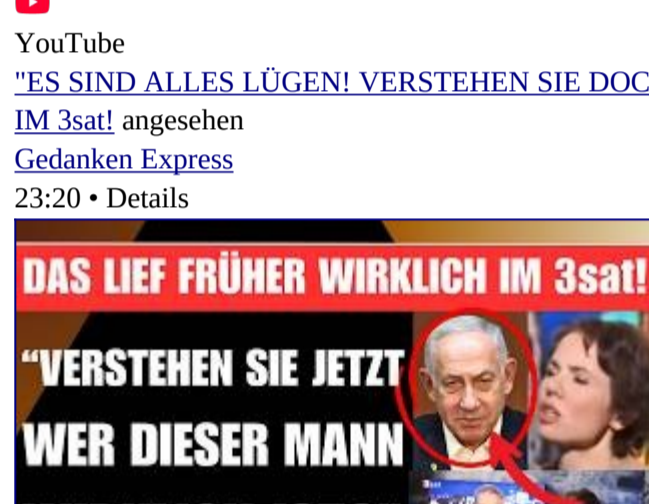 YouTube
"ES SIND ALLES LÜGEN! VERSTEHEN SIE DOC
IM 3sat! angesehen
Gedanken Express
23:20 • Details
DAS LIEF FRÜHER WIRKLICH IM 3sat!
“VERSTEHEN SIE JETZT
WER DIESER MANN